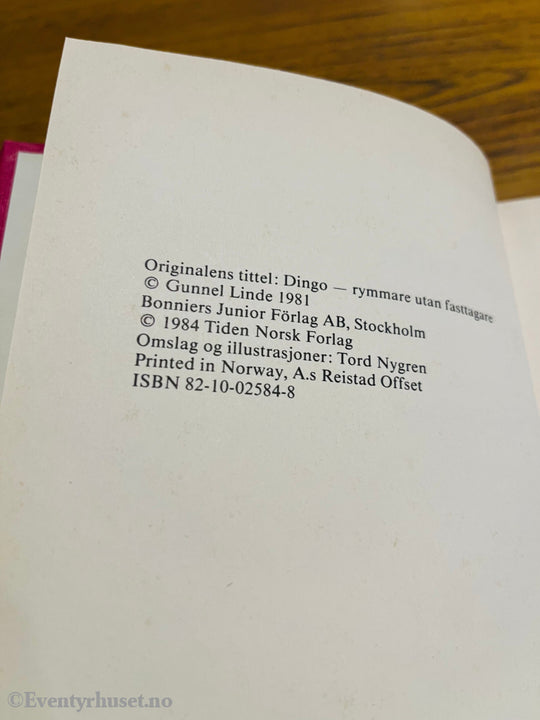 Originalens tittel: Dingo — rymmare utan fasttagare
© Gunnel Linde 1981
Bonniers Junior Förlag AB, Stockholm
© 1984 Tiden Norsk Forlag
Omslag og illustrasjoner: Tord Nygren
Printed in Norway, A.s Reistad Offset
ISBN 82-10-02584-8
©Eventyrhuset.no